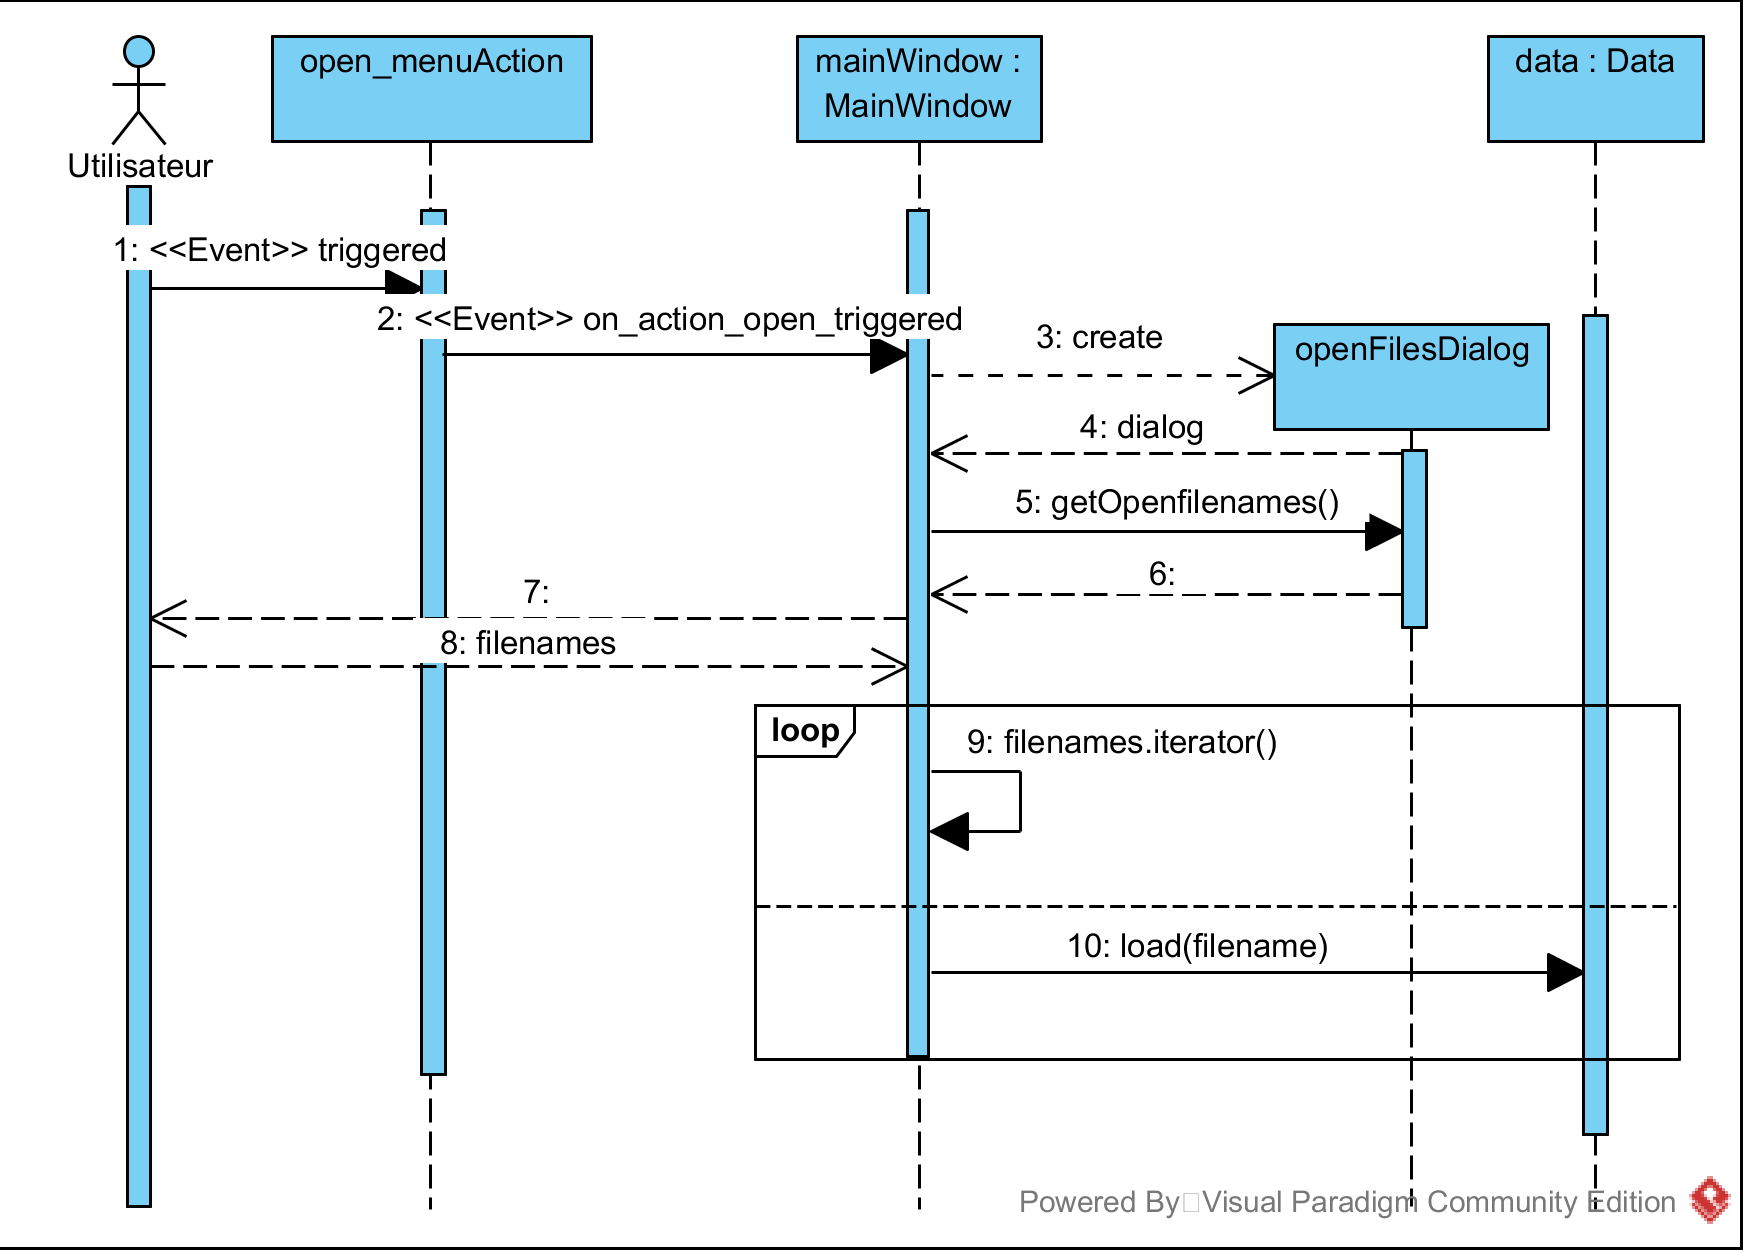 Utilisateur
open_menuAction
mainWindow :
MainWindow
data : Data
1: <<Event>> triggered
2: <<Event>> on_action_open_triggered
3: create
openFilesDialog
4: dialog
5: getOpenfilenames()
6:
7:
8: filenames
loop
9: filenames.iterator()
10: load(filename)
Powered By Visual Paradigm Community Edition